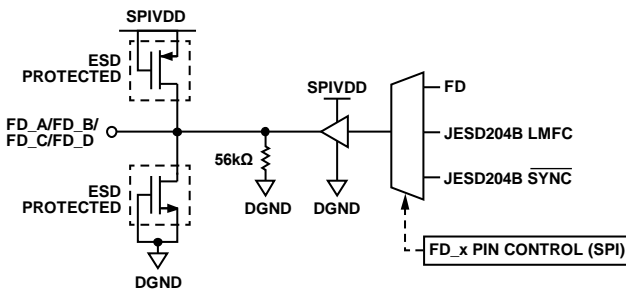 SPIVDD
ESD
PROTECTED
SPIVDD
FD
FD_A/FD_B/
FD_C/FD_D
JESD204B LMFC
56kΩ
ESD
PROTECTED
DGND
DGND
JESD204B SYNC
FD_x PIN CONTROL (SPI)
DGND